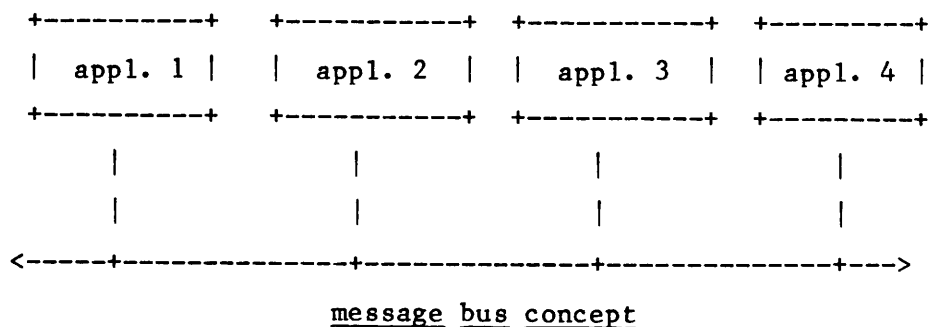 +----------+ +-----------+ +-----------+ +---------+
| appl. 1 | | appl. 2 | | appl. 3 | | appl. 4 |
+----------+ +-----------+ +-----------+ +---------+
| | | |
| | | |
<-----+--------------+--------------+--------------+--->
message bus concept